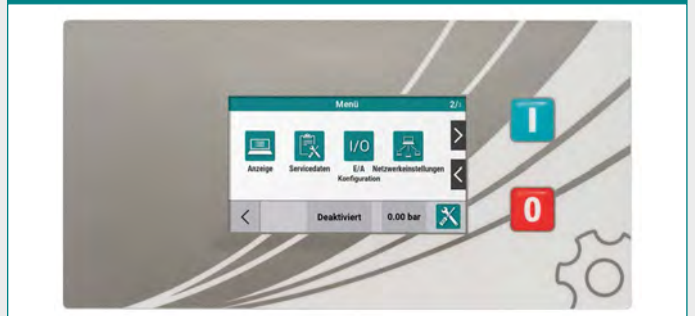 Menü 2/
I/O
Anzeige Servicedaten E/A Netzwerkeinstellungen
Konfiguration
Deaktiviert 0.00 bar
I
0